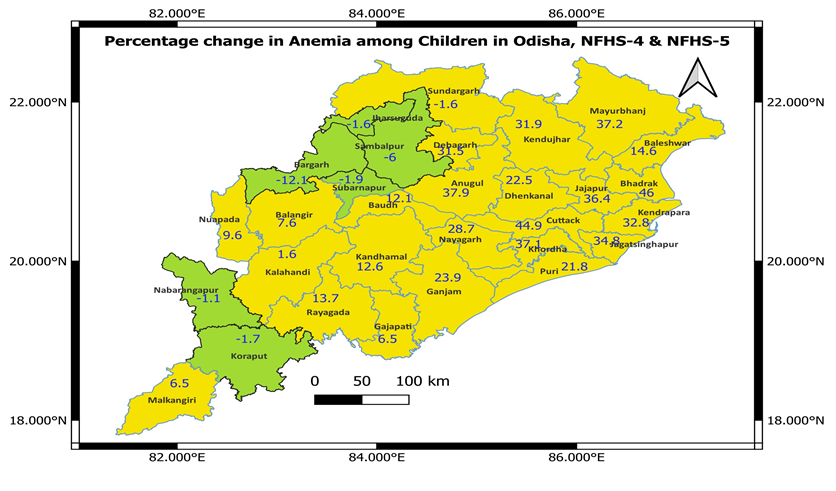 82.000°E 84.000°E 86.000°E
Percentage change in Anemia among Children in Odisha, NFHS-4 & NFHS-5
22.000°N 22.000°N
20.000°N 20.000°N
18.000°N 18.000°N
Sundargarh
-1.6
Jharsuguda
-1.6
Sambalpur
-6
Debagarh
31.5
Kendujhar
31.9
Mayurbhanj
37.2
Baleshwar
14.6
Bargarh
-12.1
-1.9
Subarnapur
Baudh
12.1
Anugul
37.9
22.5
Dhenkanal
Jajapur
36.4
Bhadrak
46
Kendrapara
32.8
Nuapada
9.6
Balangir
7.6
Cuttack
44.9
28.7
Nayagarh
37.1
Khordha
34.8
Jagatsinghapur
1.6
Kalahandi
Kandhamal
12.6
23.9
Ganjam
Puri
21.8
Nabarangapur
-1.1
13.7
Rayagada
Gajapati
6.5
-1.7
Koraput
6.5
Malkangiri
0 50 100 km
82.000°E 84.000°E 86.000°E